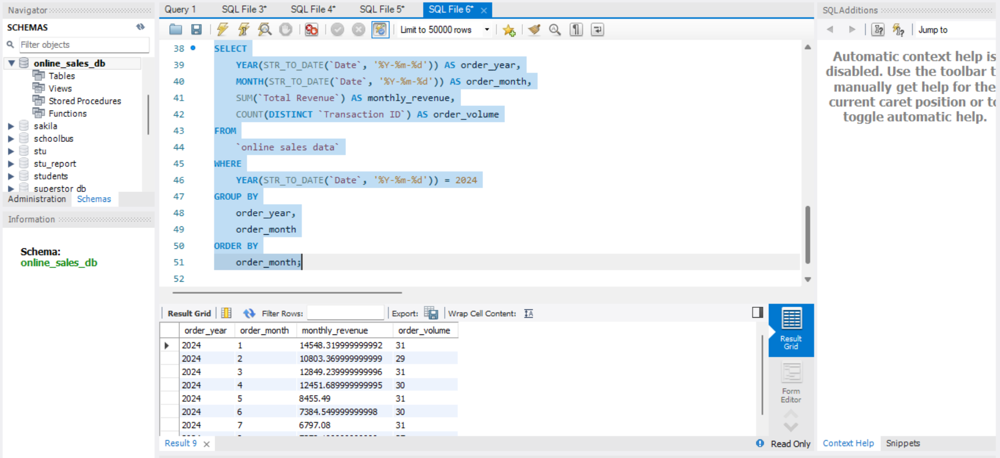 Navigator
SCHEMAS
Filter objects
online_sales_db
Tables
Views
Stored Procedures
Functions
sakila
schoolbus
stu
stu_report
students
superstor_db
Administration Schemas
Information
Schema:
online_sales_db
Query 1 SQL File 3* SQL File 4* SQL File 5* SQL File 6*
Limit to 50000 rows
38 SELECT
39 YEAR(STR_TO_DATE(`Date`, '%Y-%m-%d')) AS order_year,
40 MONTH(STR_TO_DATE(`Date`, '%Y-%m-%d')) AS order_month,
41 SUM(`Total Revenue`) AS monthly_revenue,
42 COUNT(DISTINCT `Transaction ID`) AS order_volume
43 FROM
44 `online sales data`
45 WHERE
46 YEAR(STR_TO_DATE(`Date`, '%Y-%m-%d')) = 2024
47 GROUP BY
48 order_year,
49 order_month
50 ORDER BY
51 order_month;
52
Result Grid Filter Rows: Export: Wrap Cell Content:
order_year order_month monthly_revenue order_volume
2024 1 14548.319999999992 31
2024 2 10803.369999999999 29
2024 3 12849.239999999996 31
2024 4 12451.689999999995 30
2024 5 8455.49 31
2024 6 7384.549999999998 30
2024 7 6797.08 31
Result 9
Result
Grid
Form
Editor
Read Only
SQLAdditions
Jump to
Automatic context help is
disabled. Use the toolbar t
manually get help for the
current caret position or to
toggle automatic help.
Context Help Snippets